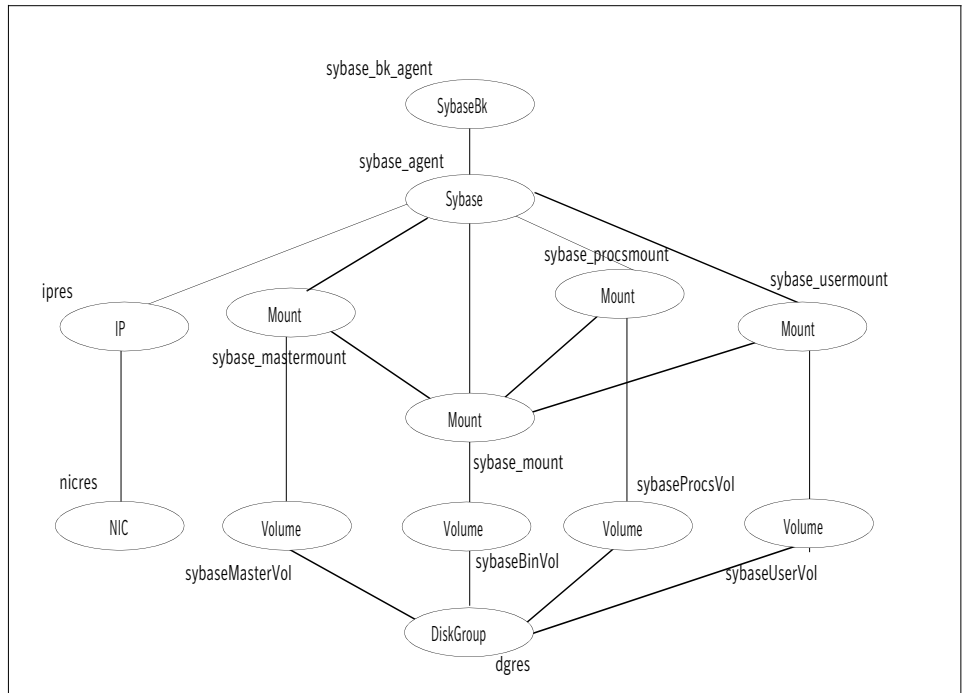 sybase_bk_agent
SybaseBk
sybase_agent
Sybase
sybase_procsmount
sybase_usermount
ipres
Mount
Mount
IP
Mount
sybase_mastermount
Mount
sybase_mount
nicres
sybaseProcsVol
NIC
Volume
Volume
Volume
Volume
sybaseMasterVol
sybaseBinVol
sybaseUserVol
DiskGroup
dgres